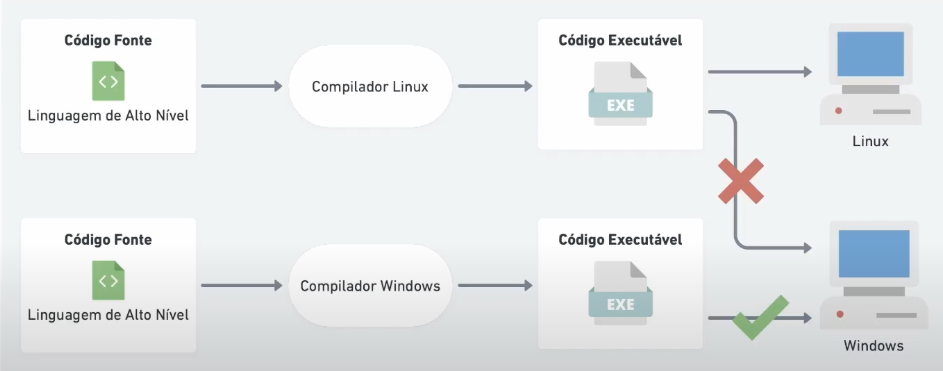 Código Fonte
Linguagem de Alto Nível
Compilador Linux
Código Executável
EXE
Linux
Código Fonte
Linguagem de Alto Nível
Compilador Windows
Código Executável
EXE
Windows